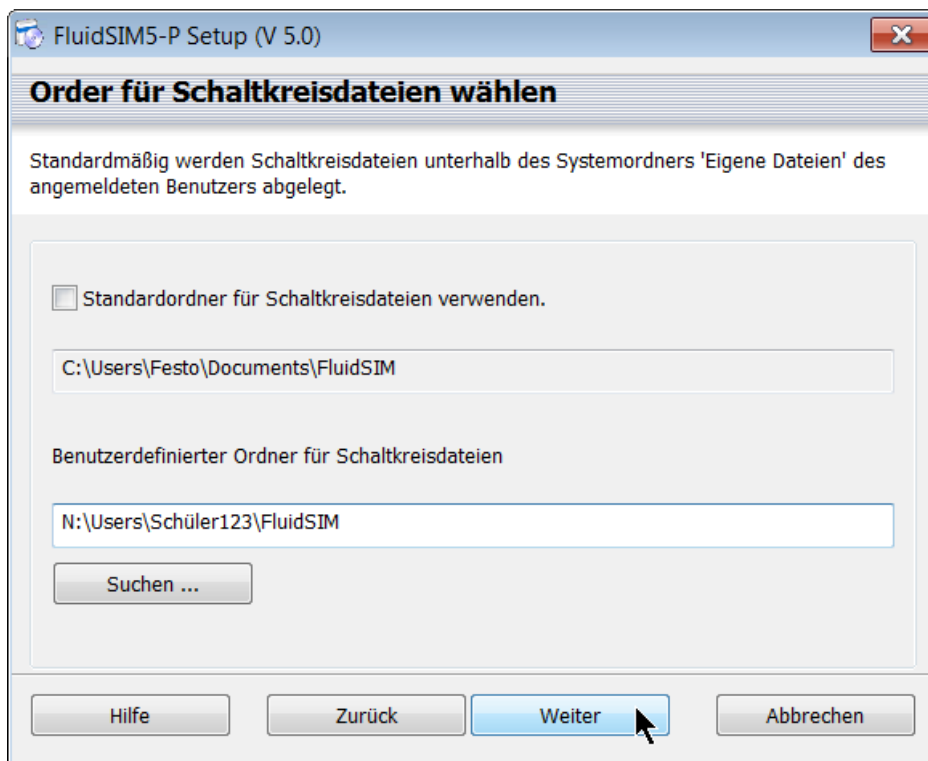 FluidSIM5-P Setup (V 5.0)
Order für Schaltkreisdateien wählen
Standardmäßig werden Schaltkreisdateien unterhalb des Systemordners 'Eigene Dateien' des
angemeldeten Benutzers abgelegt.
Standardordner für Schaltkreisdateien verwenden.
C:\Users\Festo\Documents\FluidSIM
Benutzerdefinierter Ordner für Schaltkreisdateien
N:\Users\Schüler123\FluidSIM
Suchen ...
Hilfe Zurück Weiter Abbrechen